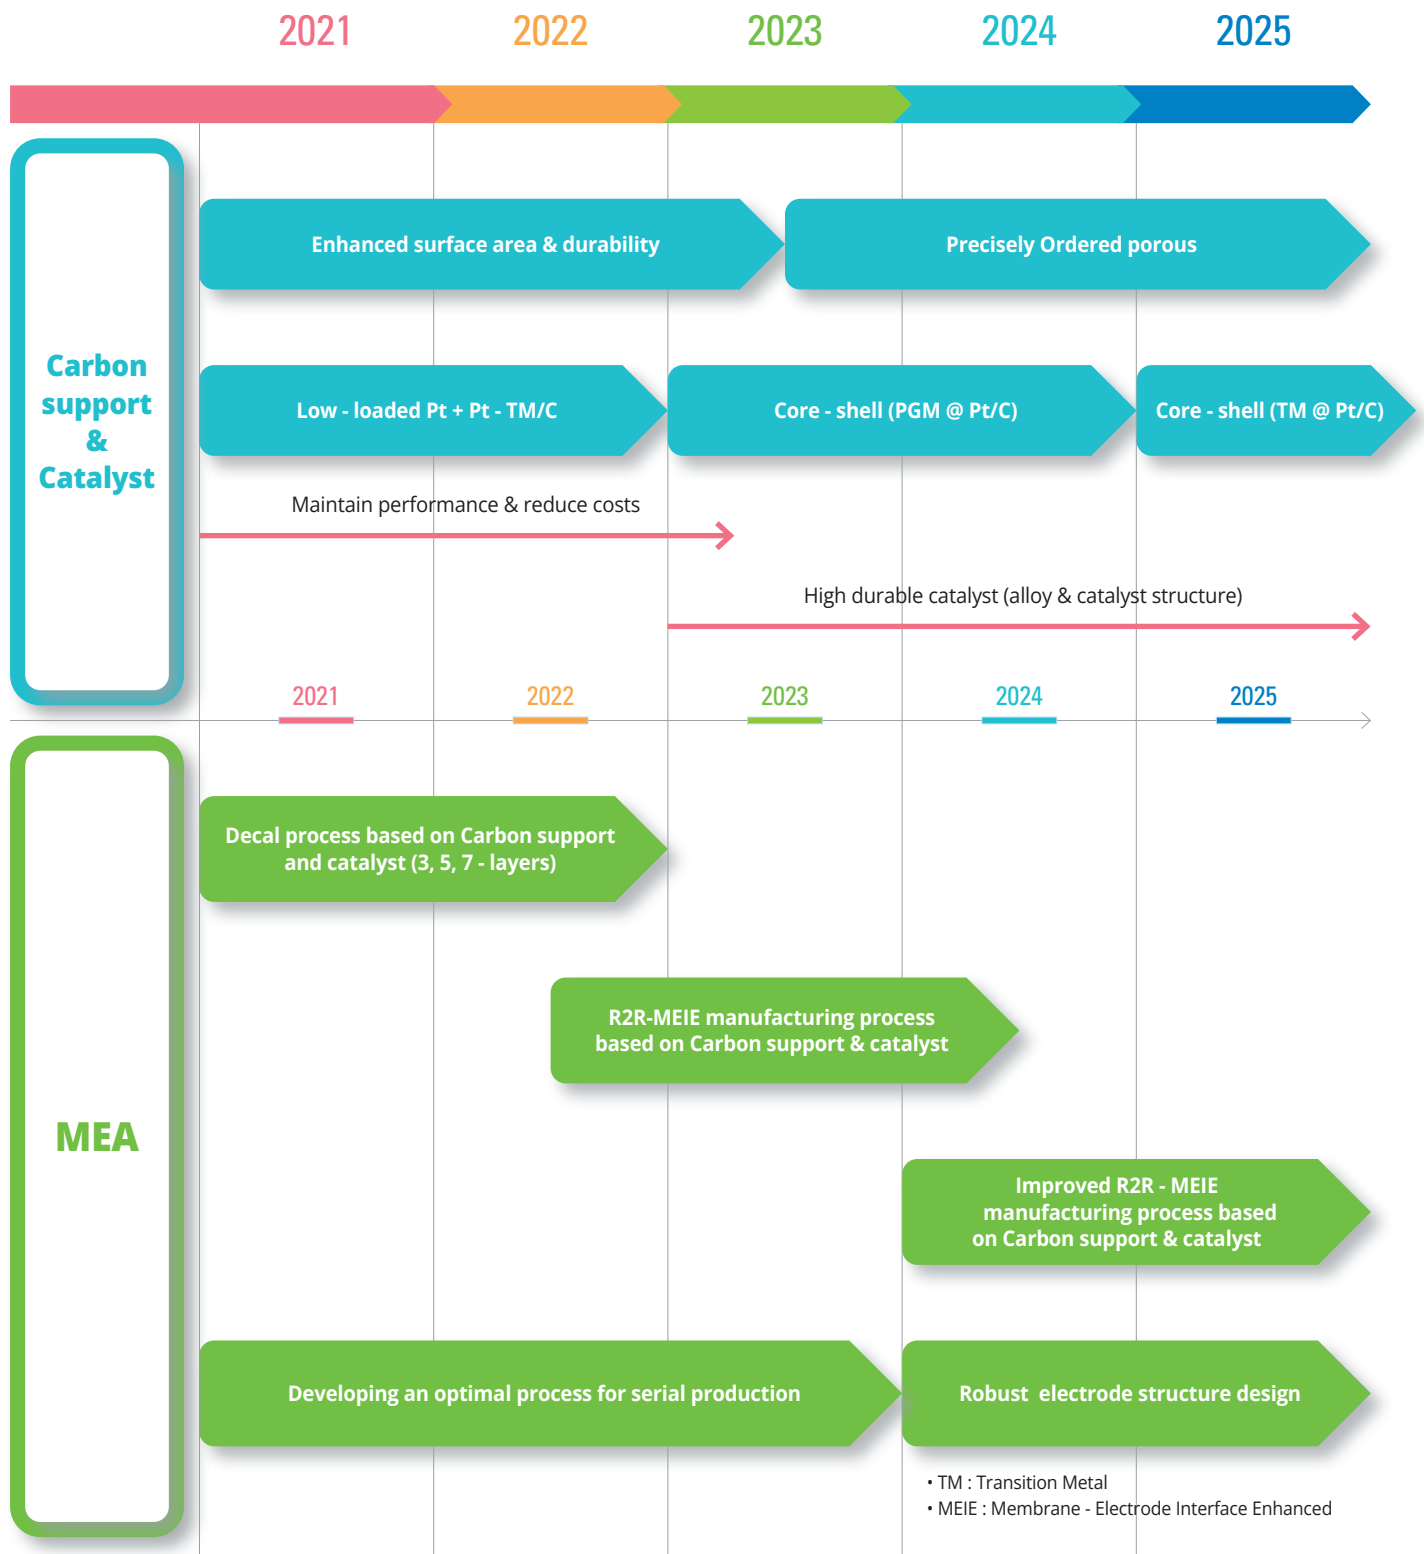 2021
2022
2023
2024
2025
Carbon
support
&
Catalyst
Enhanced surface area & durability
Precisely Ordered porous
Low - loaded Pt + Pt - TM/C
Core - shell (PGM @ Pt/C)
Core - shell (TM @ Pt/C)
Maintain performance & reduce costs
High durable catalyst (alloy & catalyst structure)
2021
2022
2023
2024
2025
MEA
Decal process based on Carbon support
and catalyst (3, 5, 7 - layers)
R2R-MEIE manufacturing process
based on Carbon support & catalyst
Improved R2R - MEIE
manufacturing process based
on Carbon support & catalyst
Developing an optimal process for serial production
Robust electrode structure design
• TM : Transition Metal
• MEIE : Membrane - Electrode Interface Enhanced